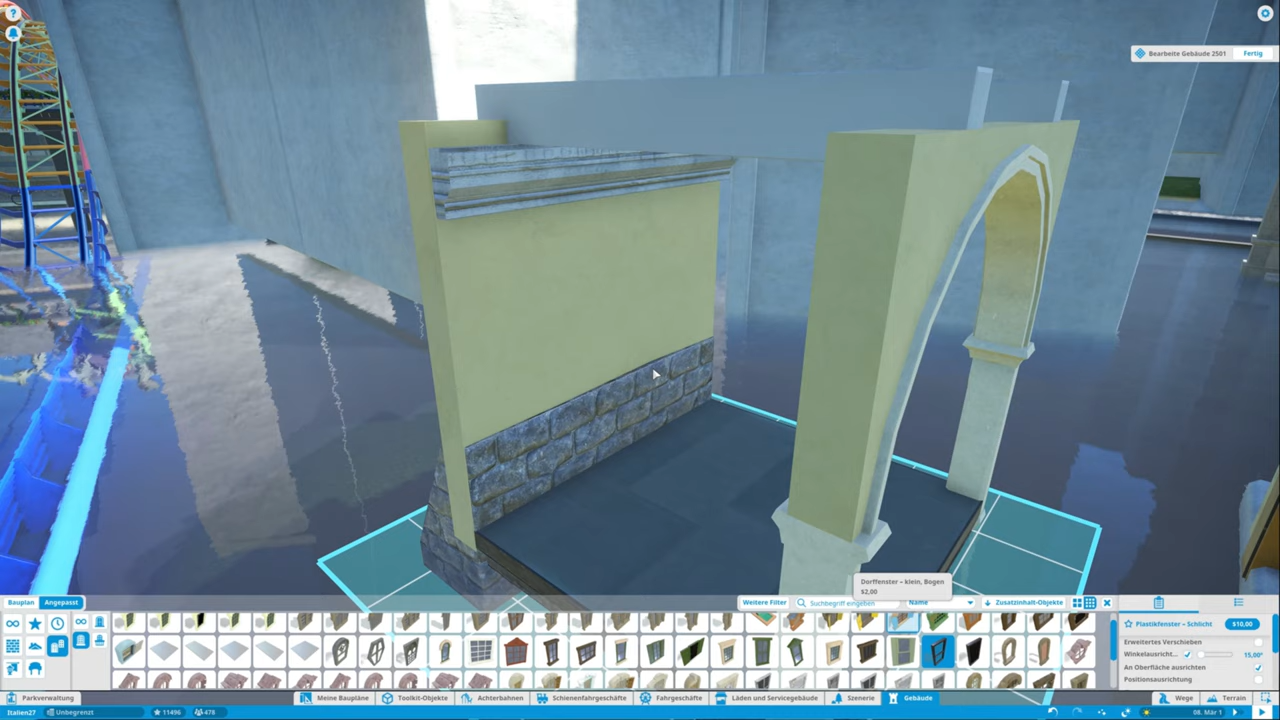 ?
Bearbeite Gebäude 2501 Fertig
Dorffenster – klein, Bogen
$2,00
Bauplan Angepasst Weitere Filter Suchbegriff eingeben Name Zusatzinhalt-Objekte
Plastikfenster – Schlicht $10,00
Erweitertes Verschieben
Winkelausricht... 15,00°
An Oberfläche ausrichten
Positionsausrichtung
Parkverwaltung Meine Baupläne Toolkit-Objekte Achterbahnen Schienenfahrgeschäfte Fahrgeschäfte Läden und Servicegebäude Szenerie Gebäude Wege Terrain
Italien27 Unbegrenzt 11496 478 08. Mär 1